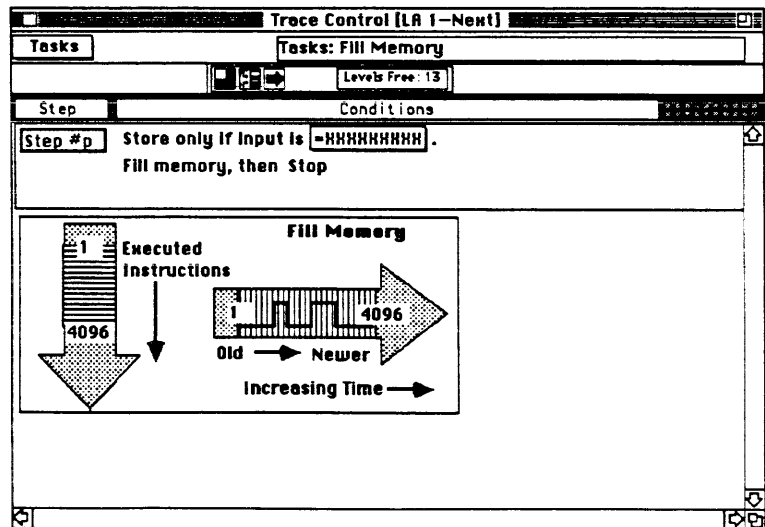 Trace Control [LA 1–Next]
Tasks
Tasks: Fill Memory
Levels Free: 13
Step
Conditions
Step #p
Store only if Input is =XXXXXXXXX .
Fill memory, then Stop
Fill Memory
1
Executed
Instructions
4096
1
4096
Old
Newer
Increasing Time